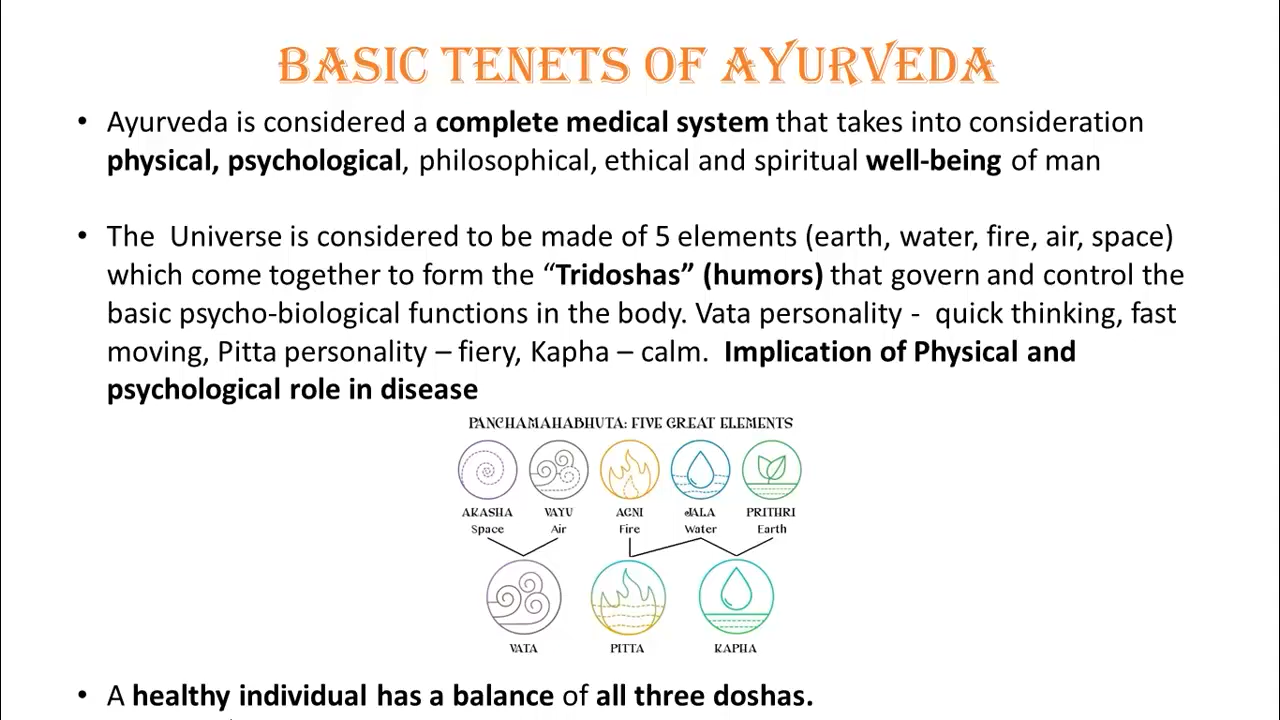 BASIC TENETS OF AYURVEDA
• Ayurveda is considered a complete medical system that takes into consideration
physical, psychological, philosophical, ethical and spiritual well-being of man
• The Universe is considered to be made of 5 elements (earth, water, fire, air, space)
which come together to form the “Tridoshas” (humors) that govern and control the
basic psycho-biological functions in the body. Vata personality - quick thinking, fast
moving, Pitta personality – fiery, Kapha – calm. Implication of Physical and
psychological role in disease
PANCHAMAHABHUTA: FIVE GREAT ELEMENTS
AKASHA VAYU AGNI JALA PRITHRI
Space Air Fire Water Earth
VATA PITTA KAPHA
• A healthy individual has a balance of all three doshas.